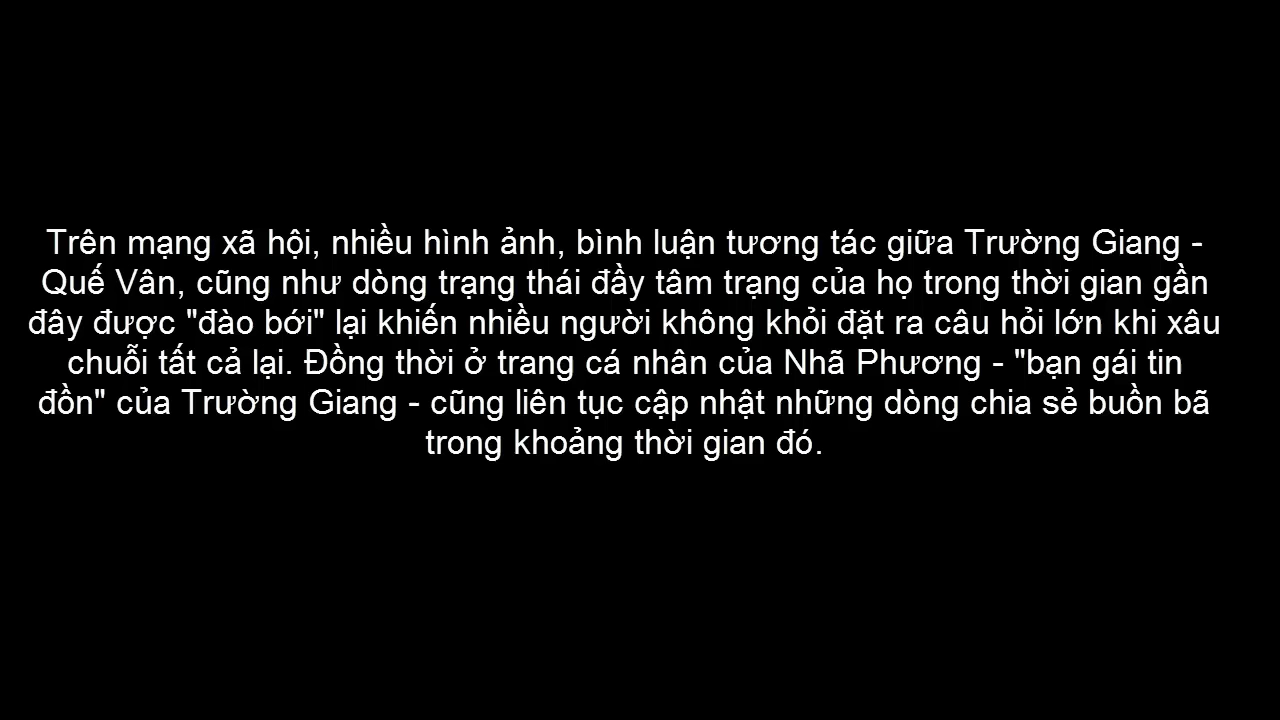 Trên mạng xã hội, nhiều hình ảnh, bình luận tương tác giữa Trường Giang -
Quế Vân, cũng như dòng trạng thái đầy tâm trạng của họ trong thời gian gần
đây được "đào bới" lại khiến nhiều người không khỏi đặt ra câu hỏi lớn khi xâu
chuỗi tất cả lại. Đồng thời ở trang cá nhân của Nhã Phương - "bạn gái tin
đồn" của Trường Giang - cũng liên tục cập nhật những dòng chia sẻ buồn bã
trong khoảng thời gian đó.